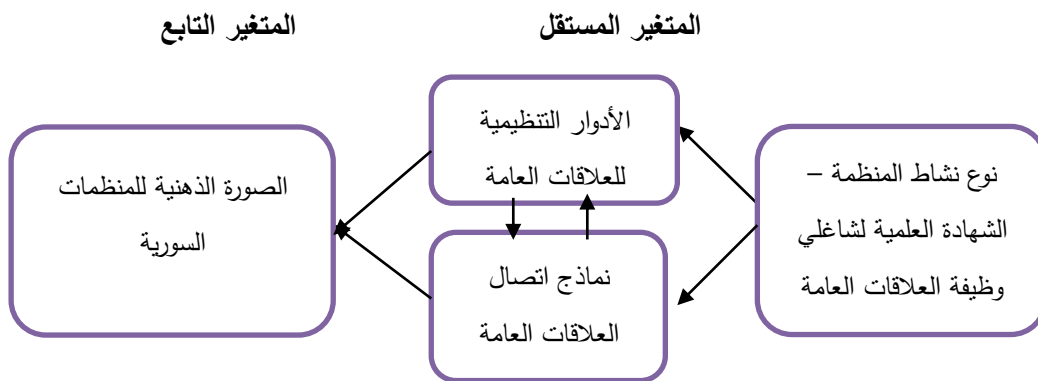 المتغير المستقل
المتغير التابع
نوع نشاط المنظمة –
الشهادة العلمية لشاغلي
وظيفة العلاقات العامة
الأدوار التنظيمية
للعلاقات العامة
نماذج اتصال
العلاقات العامة
الصورة الذهنية للمنظمات
السورية